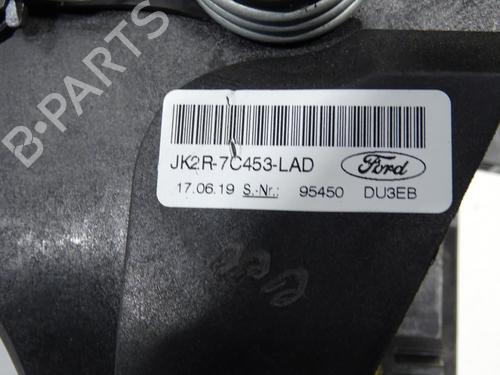 B-PARTS
JK2R-7C453-LAD Ford
17.06.19 S.-Nr.: 95450 DU3EB